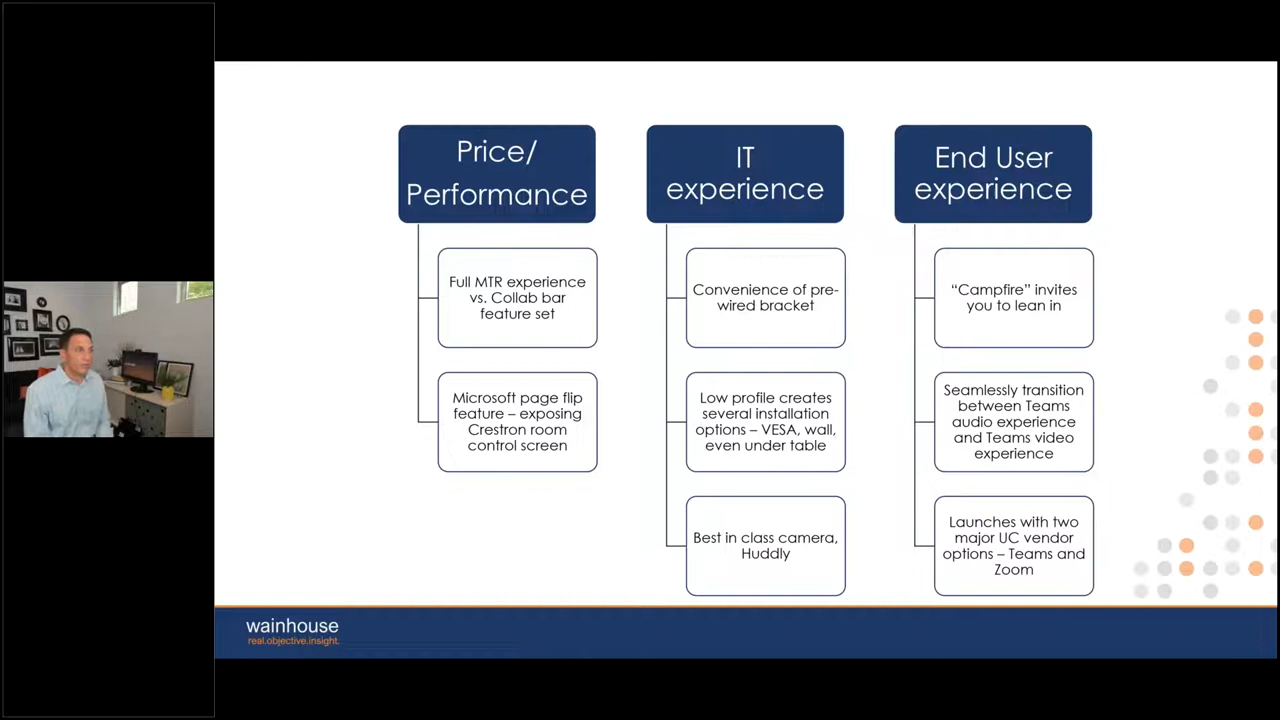 Price/
Performance
Full MTR experience
vs. Collab bar
feature set
Microsoft page flip
feature – exposing
Crestron room
control screen
IT
experience
Convenience of pre-
wired bracket
Low profile creates
several installation
options – VESA, wall,
even under table
Best in class camera,
Huddly
End User
experience
“Campfire” invites
you to lean in
Seamlessly transition
between Teams
audio experience
and Teams video
experience
Launches with two
major UC vendor
options – Teams and
Zoom
wainhouse
real.objective.insight.